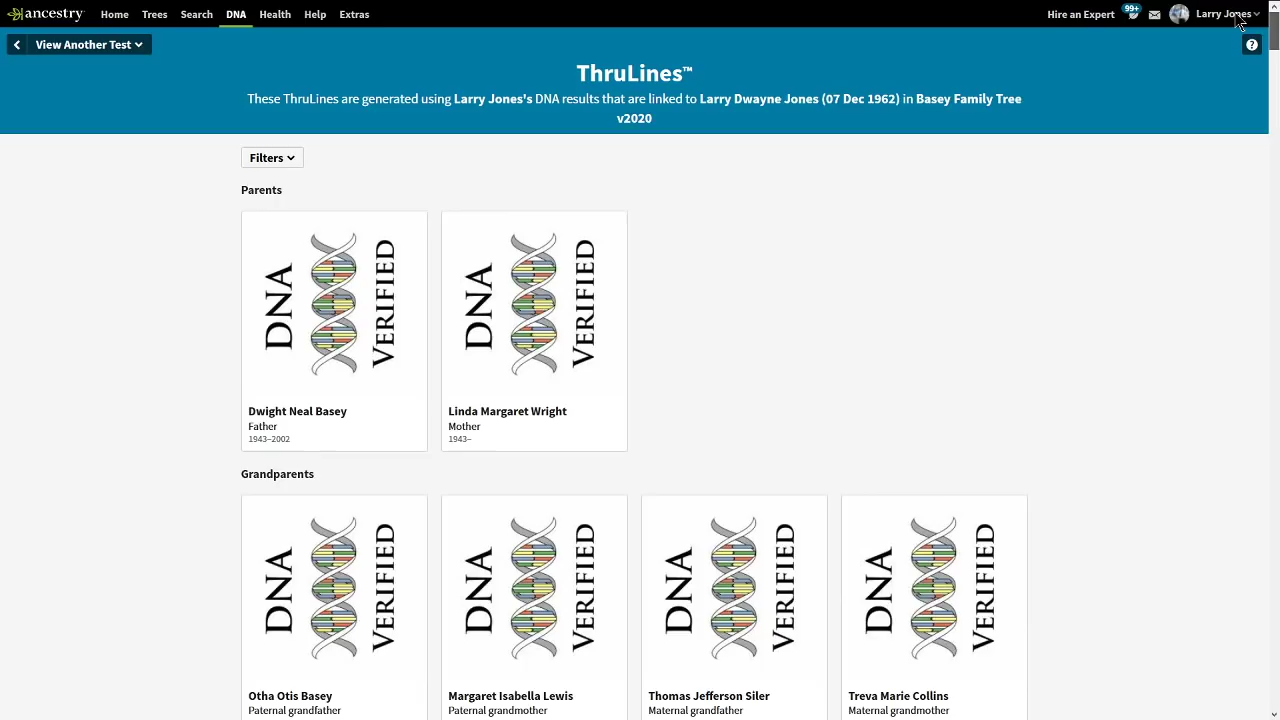 ancestry Home Trees Search DNA Health Help Extras Hire an Expert 99+ Larry Jones
View Another Test ?
ThruLines™
These ThruLines are generated using Larry Jones's DNA results that are linked to Larry Dwayne Jones (07 Dec 1962) in Basey Family Tree
v2020
Filters
Parents
DNA VERIFIED DNA VERIFIED
Dwight Neal Basey Linda Margaret Wright
Father Mother
1943–2002 1943–
Grandparents
DNA VERIFIED DNA VERIFIED DNA VERIFIED DNA VERIFIED
Otha Otis Basey Margaret Isabella Lewis Thomas Jefferson Siler Treva Marie Collins
Paternal grandfather Paternal grandmother Maternal grandfather Maternal grandmother